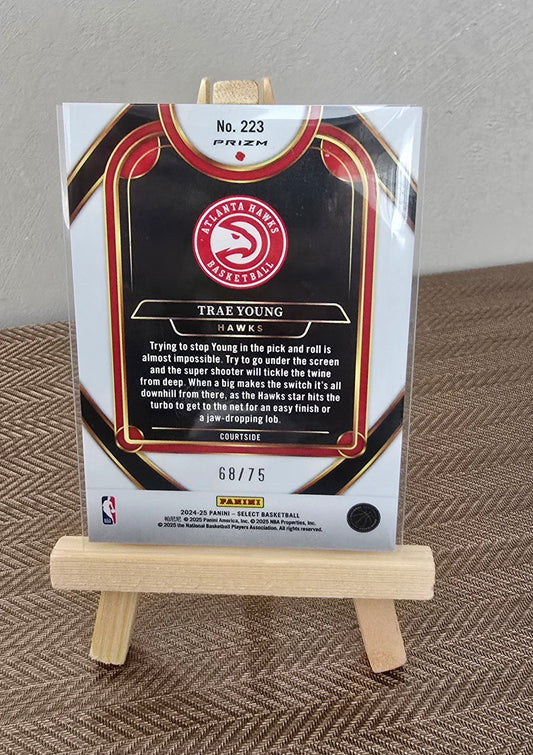 No. 223
PRIZM
ATLANTA HAWKS
BASKETBALL
TRAE YOUNG
HAWKS
Trying to stop Young in the pick and roll is
almost impossible. Try to go under the screen
and the super shooter will tickle the twine
from deep. When a big makes the switch it's all
downhill from there, as the Hawks star hits the
turbo to get to the net for an easy finish or
a jaw-dropping lob.
COURTSIDE
68/75
PANINI
2024-25 PANINI – SELECT BASKETBALL
帕尼尼 © 2025 Panini America, Inc. © 2025 NBA Properties, Inc.
© 2025 the National Basketball Players Association. All rights reserved.
NBA